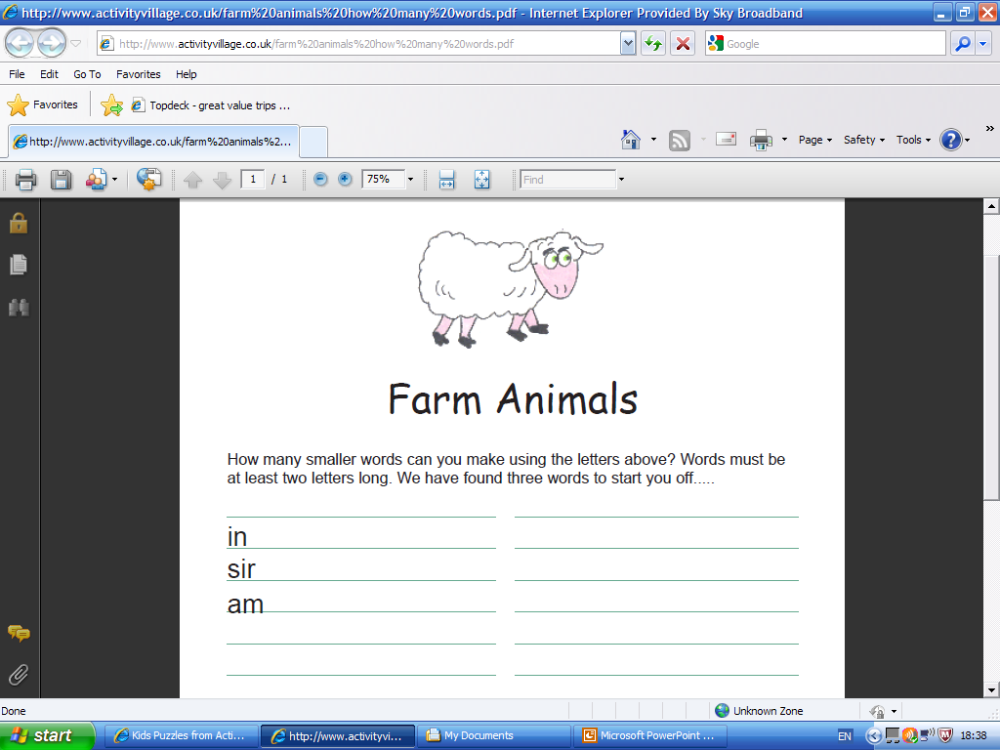 http://www.activityvillage.co.uk/farm%20animals%20how%20many%20words.pdf - Internet Explorer Provided By Sky Broadband
http://www.activityvillage.co.uk/farm%20animals%20how%20many%20words.pdf
Google
File Edit Go To Favorites Help
Favorites Topdeck - great value trips ...
http://www.activityvillage.co.uk/farm%20animals%2... Page Safety Tools
1 / 1 75% Find
Farm Animals
How many smaller words can you make using the letters above? Words must be
at least two letters long. We have found three words to start you off.....
in
sir
am
Done Unknown Zone
start Kids Puzzles from Acti... http://www.activityvi... My Documents Microsoft PowerPoint ... EN 18:38